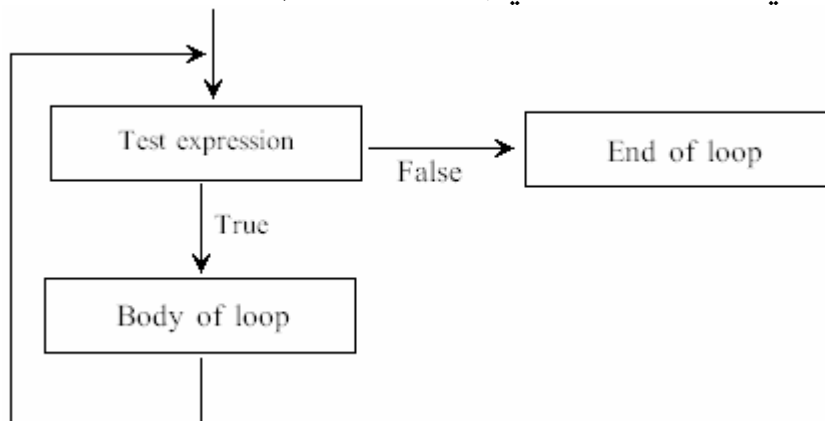 Test expression
End of loop
False
True
Body of loop